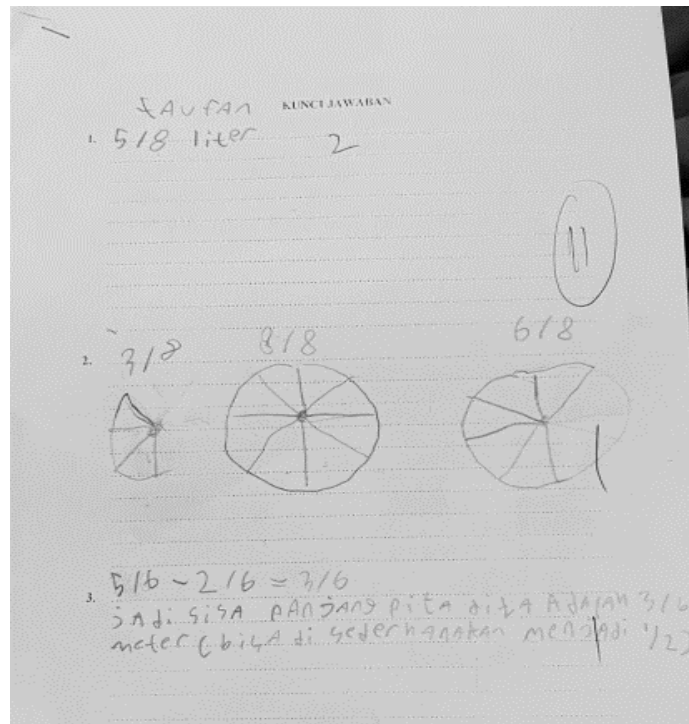 tAUfAn KUNCI JAWABAN
1. 5/8 liter 2
11
2. 3/8 8/8 6/8
3. 5/6 - 2/6 = 3/6
jAdi sisA pAnjAng pitA ditA AdAlAh 3/6
meter (bisA di sederhanakan menjAdi 1/2)